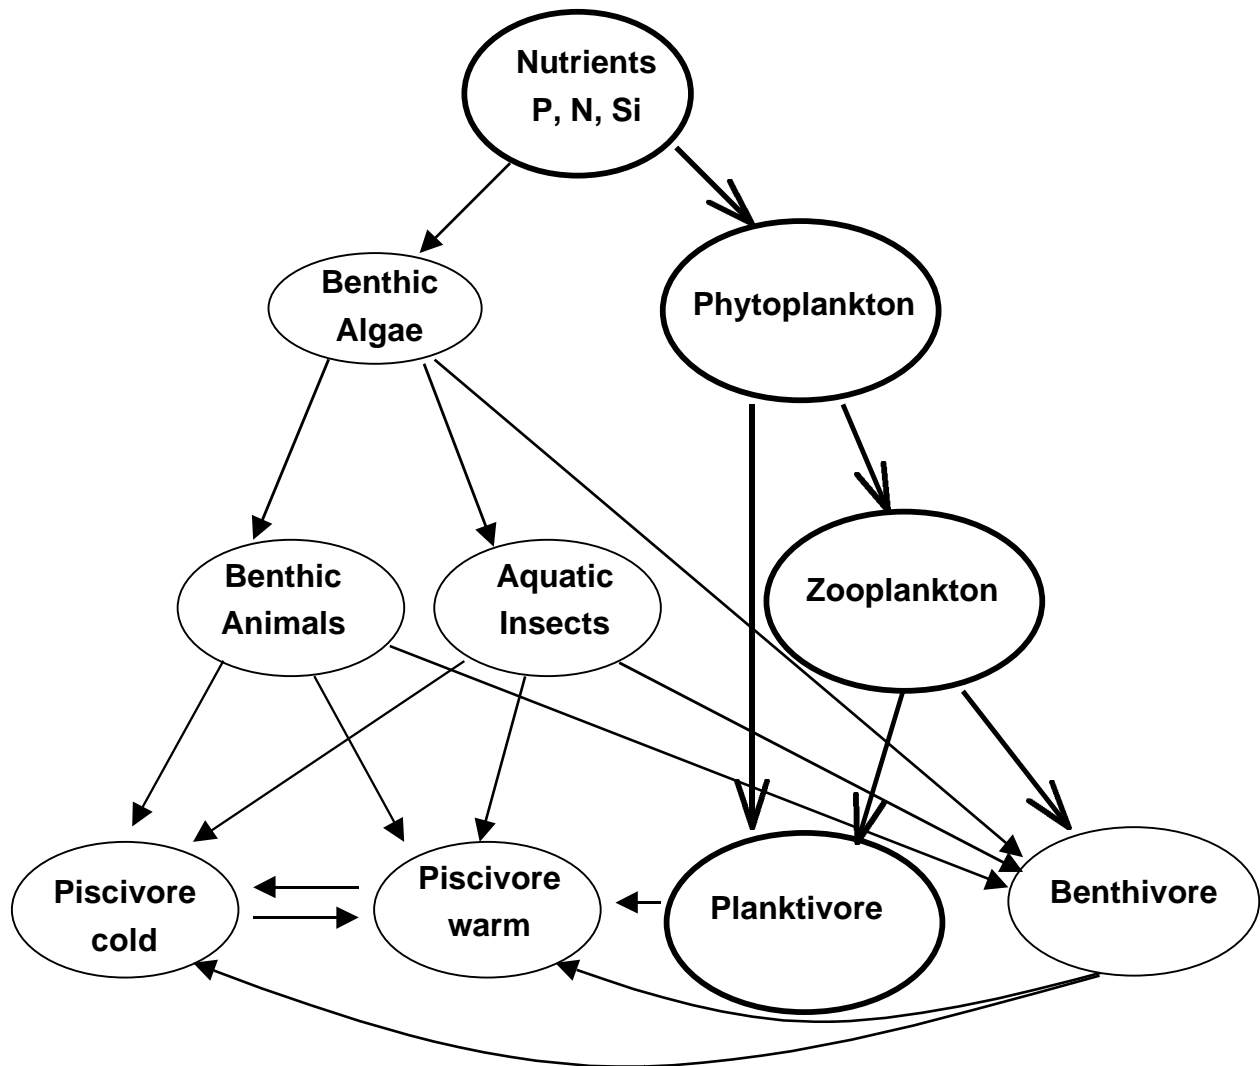 Nutrients
P, N, Si
Benthic
Algae
Phytoplankton
Benthic
Animals
Aquatic
Insects
Zooplankton
Piscivore
cold
Piscivore
warm
Planktivore
Benthivore